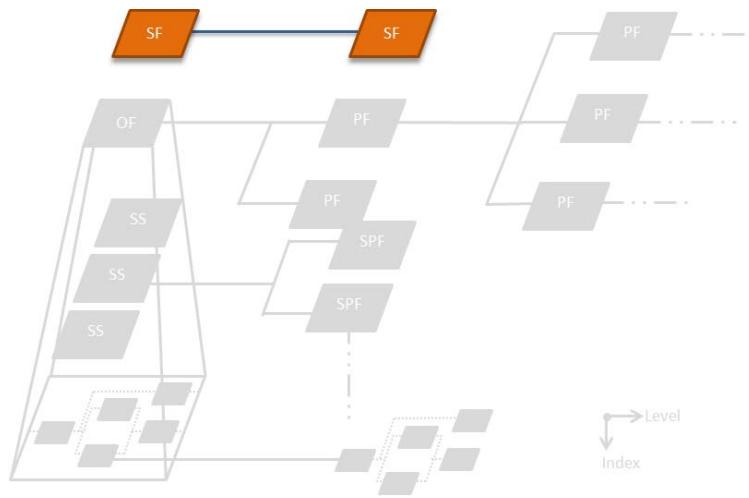 SF SF
PF
OF PF PF
PF PF
SS
SPF
SS
SPF
SS
Level
Index